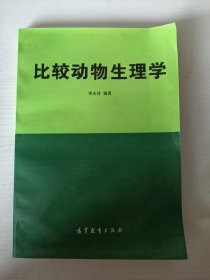 比较动物生理学
李永材 编著
高等教育出版社